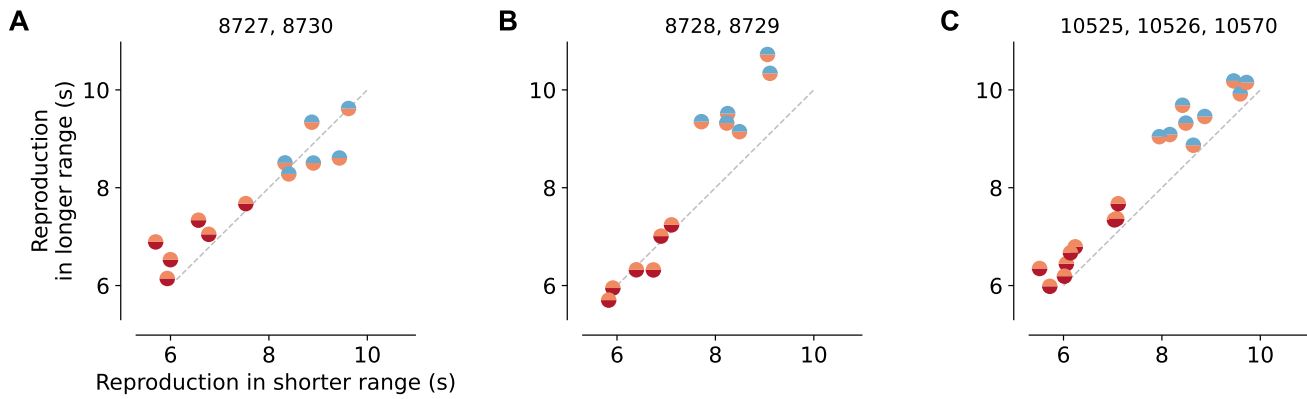 A
8727, 8730
B
8728, 8729
C
10525, 10526, 10570
Reproduction
in longer range (s)
10
8
6
10
8
6
10
8
6
6 8 10
6 8 10
6 8 10
Reproduction in shorter range (s)